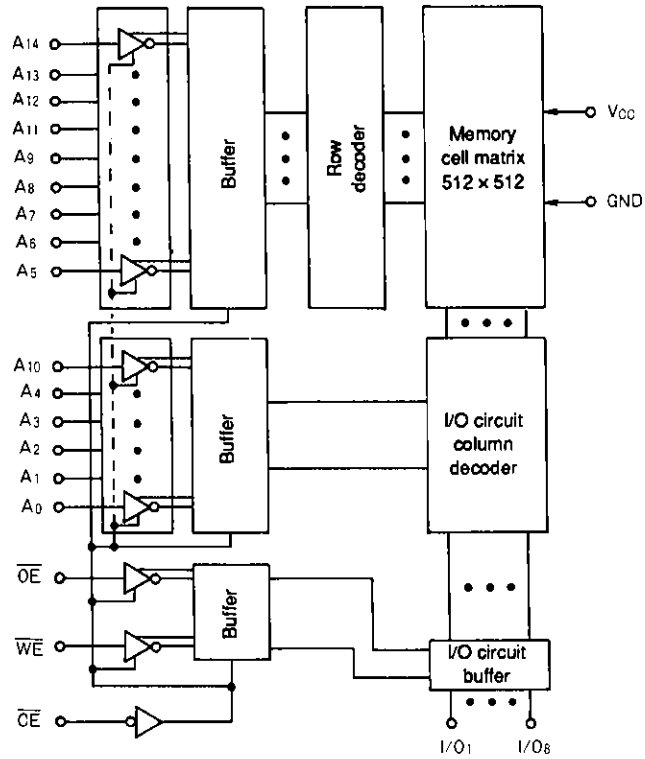 A14
A13
A12
A11
A9
A8
A7
A6
A5
Buffer
Row
decoder
Memory
cell matrix
512 × 512
VCC
GND
A10
A4
A3
A2
A1
A0
Buffer
I/O circuit
column
decoder
OE
WE
CE
Buffer
I/O circuit
buffer
I/O1
I/O8